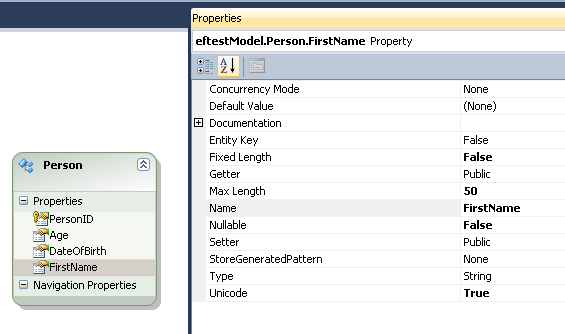 Properties
eftestModel.Person.FirstName Property
Concurrency Mode None
Default Value (None)
Documentation
Entity Key False
Fixed Length False
Getter Public
Max Length 50
Name FirstName
Nullable False
Setter Public
StoreGeneratedPattern None
Type String
Unicode True
Person
Properties
PersonID
Age
DateOfBirth
FirstName
Navigation Properties